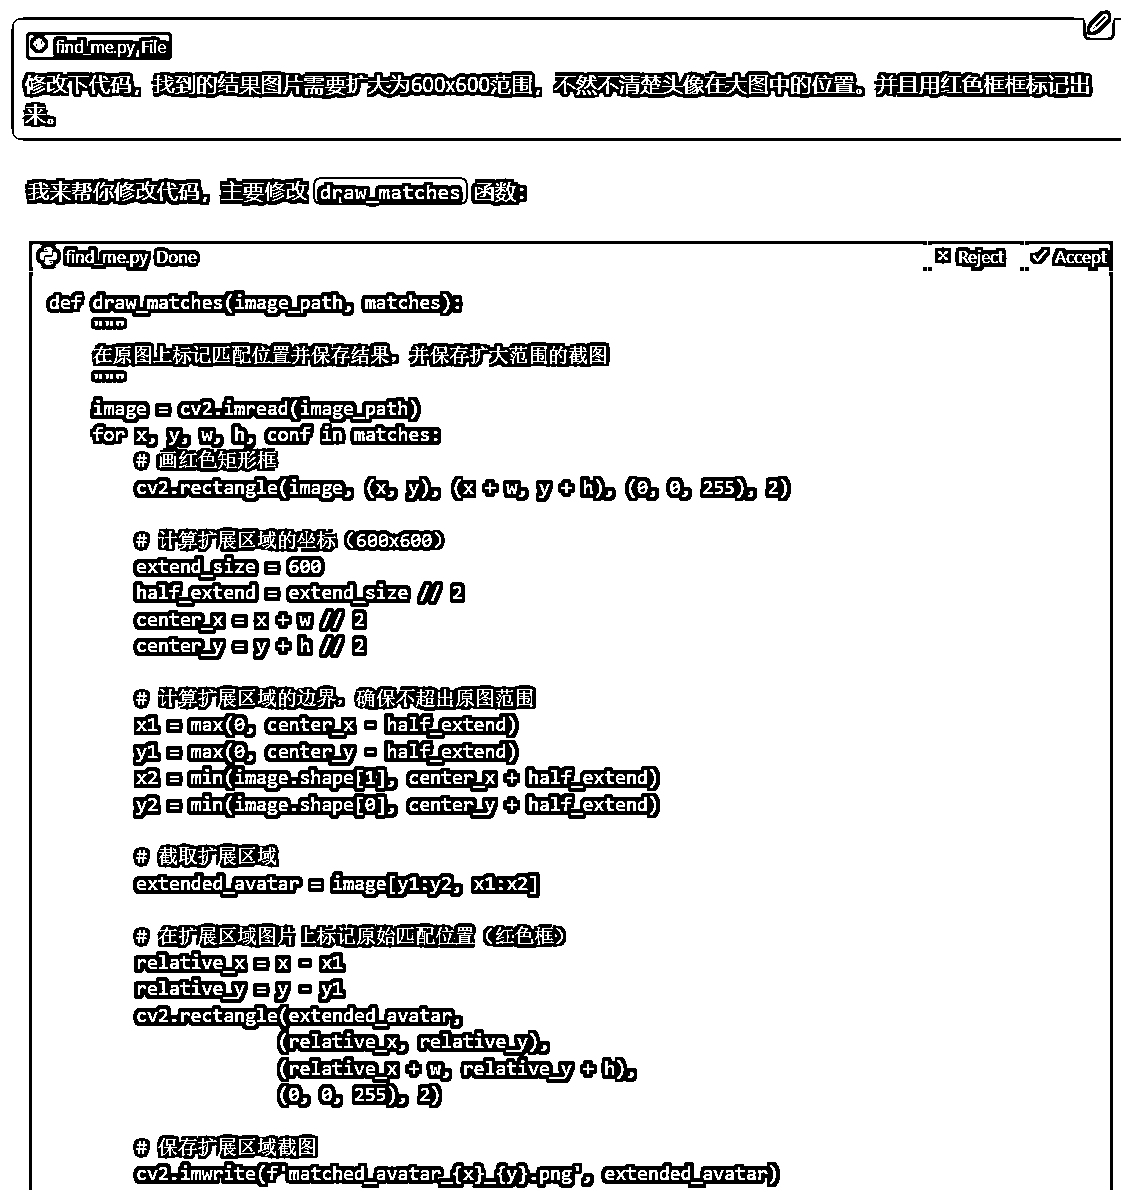 find_me.py, File
修改下代码，找到的结果图片需要扩大为600x600范围，不然不清楚头像在大图中的位置。并且用红色框框标记出
来。
我来帮你修改代码，主要修改 draw_matches 函数：
find_me.py Done Reject Accept
def draw_matches(image_path, matches):
"""
在原图上标记匹配位置并保存结果，并保存扩大范围的截图
"""
image = cv2.imread(image_path)
for x, y, w, h, conf in matches:
# 画红色矩形框
cv2.rectangle(image, (x, y), (x + w, y + h), (0, 0, 255), 2)
# 计算扩展区域的坐标（600x600）
extend_size = 600
half_extend = extend_size // 2
center_x = x + w // 2
center_y = y + h // 2
# 计算扩展区域的边界，确保不超出原图范围
x1 = max(0, center_x - half_extend)
y1 = max(0, center_y - half_extend)
x2 = min(image.shape[1], center_x + half_extend)
y2 = min(image.shape[0], center_y + half_extend)
# 截取扩展区域
extended_avatar = image[y1:y2, x1:x2]
# 在扩展区域图片上标记原始匹配位置（红色框）
relative_x = x - x1
relative_y = y - y1
cv2.rectangle(extended_avatar,
(relative_x, relative_y),
(relative_x + w, relative_y + h),
(0, 0, 255), 2)
# 保存扩展区域截图
cv2.imwrite(f'matched_avatar_{x}_{y}.png', extended_avatar)